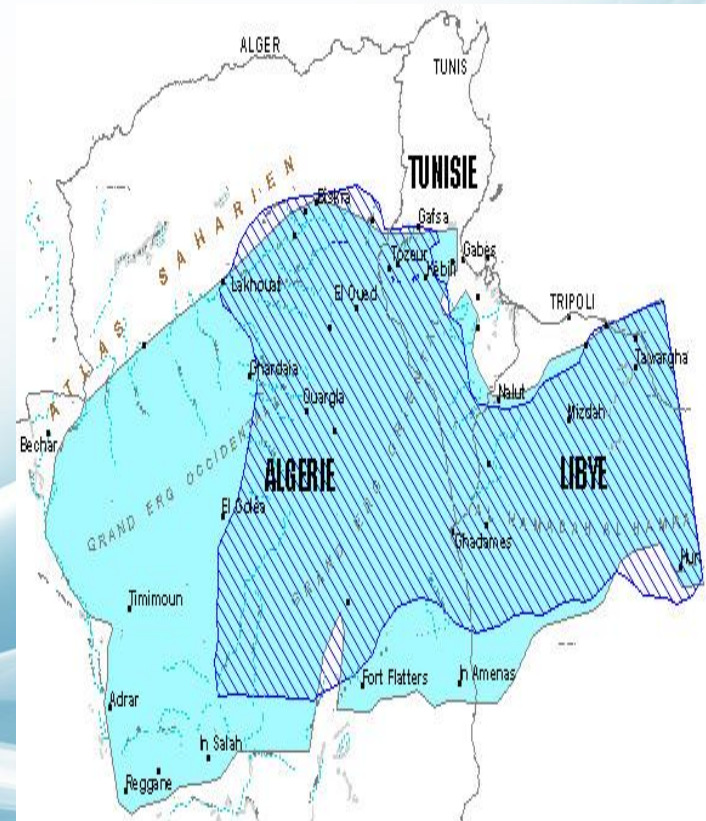 ALGER
TUNIS
TUNISIE
ATLAS SAHARIEN
Biskra
Gafsa
Tozeur
Gabès
Kebili
Lakhouat
El Oued
TRIPOLI
Tawargha
Ghardaia
Nalut
Mizdah
Ouargla
Bechar
GRAND ERG OCCIDENTAL
ALGERIE
LIBYE
El Goléa
GRAND ERG ORIENTAL
HAMADAH AL HAMRA
Ghadames
Hun
Timimoun
Fort Flatters
In Amenas
Adrar
In Salah
Reggane